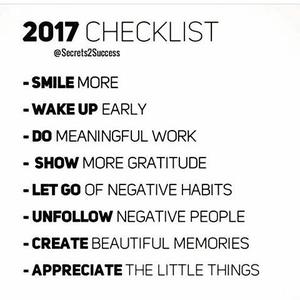 2017 CHECKLIST
@Secrets2Success
- SMILE MORE
- WAKE UP EARLY
- DO MEANINGFUL WORK
- SHOW MORE GRATITUDE
- LET GO OF NEGATIVE HABITS
- UNFOLLOW NEGATIVE PEOPLE
- CREATE BEAUTIFUL MEMORIES
- APPRECIATE THE LITTLE THINGS